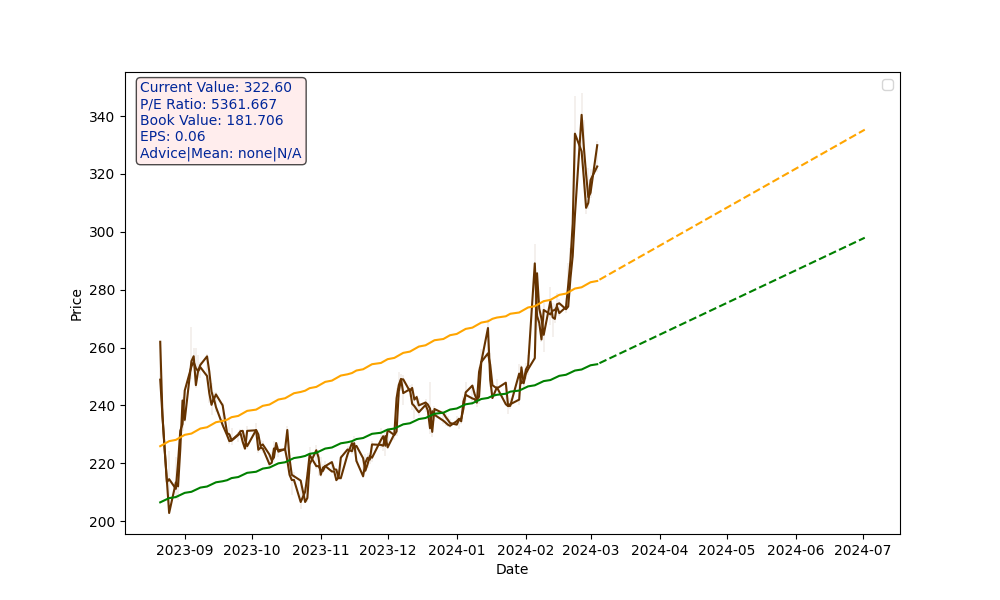 Current Value: 322.60
P/E Ratio: 5361.667
Book Value: 181.706
EPS: 0.06
Advice|Mean: none|N/A
340
320
300
280
260
240
220
200
Price
2023-09 2023-10 2023-11 2023-12 2024-01 2024-02 2024-03 2024-04 2024-05 2024-06 2024-07
Date